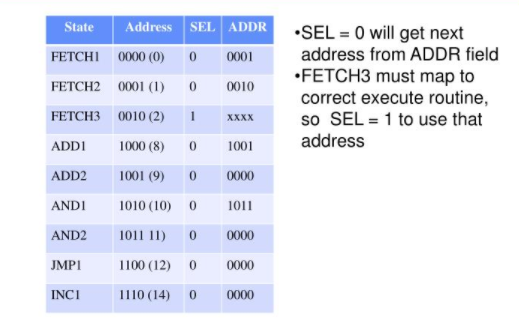 State Address SEL ADDR
FETCH1 0000 (0) 0 0001
FETCH2 0001 (1) 0 0010
FETCH3 0010 (2) 1 xxxx
ADD1 1000 (8) 0 1001
ADD2 1001 (9) 0 0000
AND1 1010 (10) 0 1011
AND2 1011 11) 0 0000
JMP1 1100 (12) 0 0000
INC1 1110 (14) 0 0000
•SEL = 0 will get next
address from ADDR field
•FETCH3 must map to
correct execute routine,
so SEL = 1 to use that
address